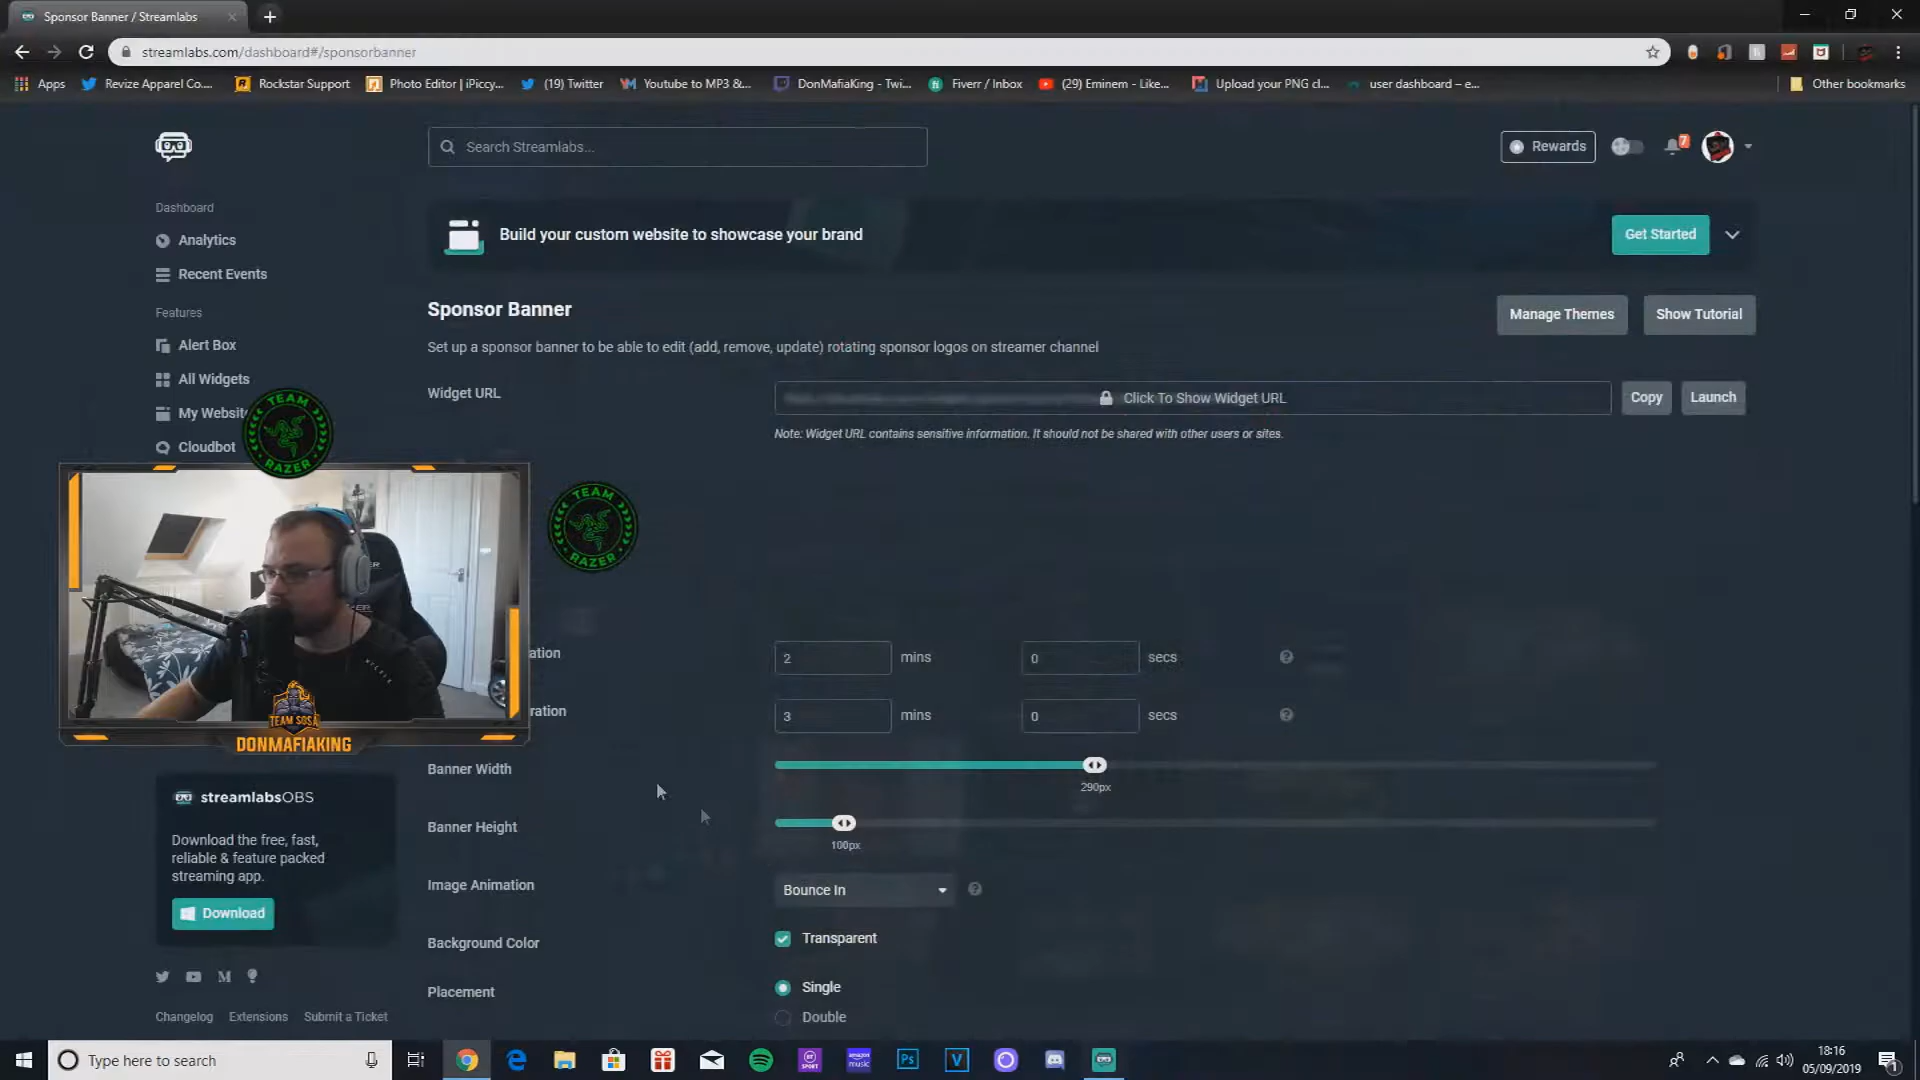 Sponsor Banner / Streamlabs
streamlabs.com/dashboard#/sponsorbanner
Apps
Revize Apparel Co....
Rockstar Support
Photo Editor | iPiccy...
(19) Twitter
Youtube to MP3 &...
DonMafiaKing - Twi...
Fiverr / Inbox
(29) Eminem - Like...
Upload your PNG cl...
user dashboard – e...
Other bookmarks
Search Streamlabs...
Rewards
7
Dashboard
Analytics
Recent Events
Features
Alert Box
All Widgets
My Website
Cloudbot
Build your custom website to showcase your brand
Get Started
Sponsor Banner
Manage Themes
Show Tutorial
Set up a sponsor banner to be able to edit (add, remove, update) rotating sponsor logos on streamer channel
Widget URL
Click To Show Widget URL
Copy
Launch
Note: Widget URL contains sensitive information. It should not be shared with other users or sites.
TEAM
RAZER
TEAM
RAZER
TEAM SOSA
DONMAFIAKING
ation
2 mins
0 secs
ration
3 mins
0 secs
Banner Width
290px
Banner Height
100px
Image Animation
Bounce In
Background Color
Transparent
Placement
Single
Double
streamlabsOBS
Download the free, fast,
reliable & feature packed
streaming app.
Download
Changelog
Extensions
Submit a Ticket
Type here to search
BT
SPORT
amazon
music
Ps
V
18:16
05/09/2019
1